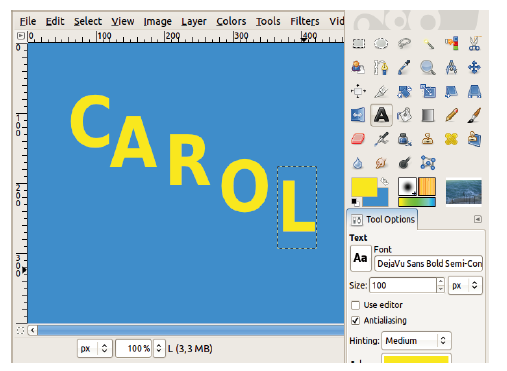 File Edit Select View Image Layer Colors Tools Filters Vid
0 100 200 300 400
0
100
200
300
C
A
R
O
L
Tool Options
Text
Font
Aa DejaVu Sans Bold Semi-Con
Size: 100 px
Use editor
Antialiasing
Hinting: Medium
px 100 % L (3,3 MB)